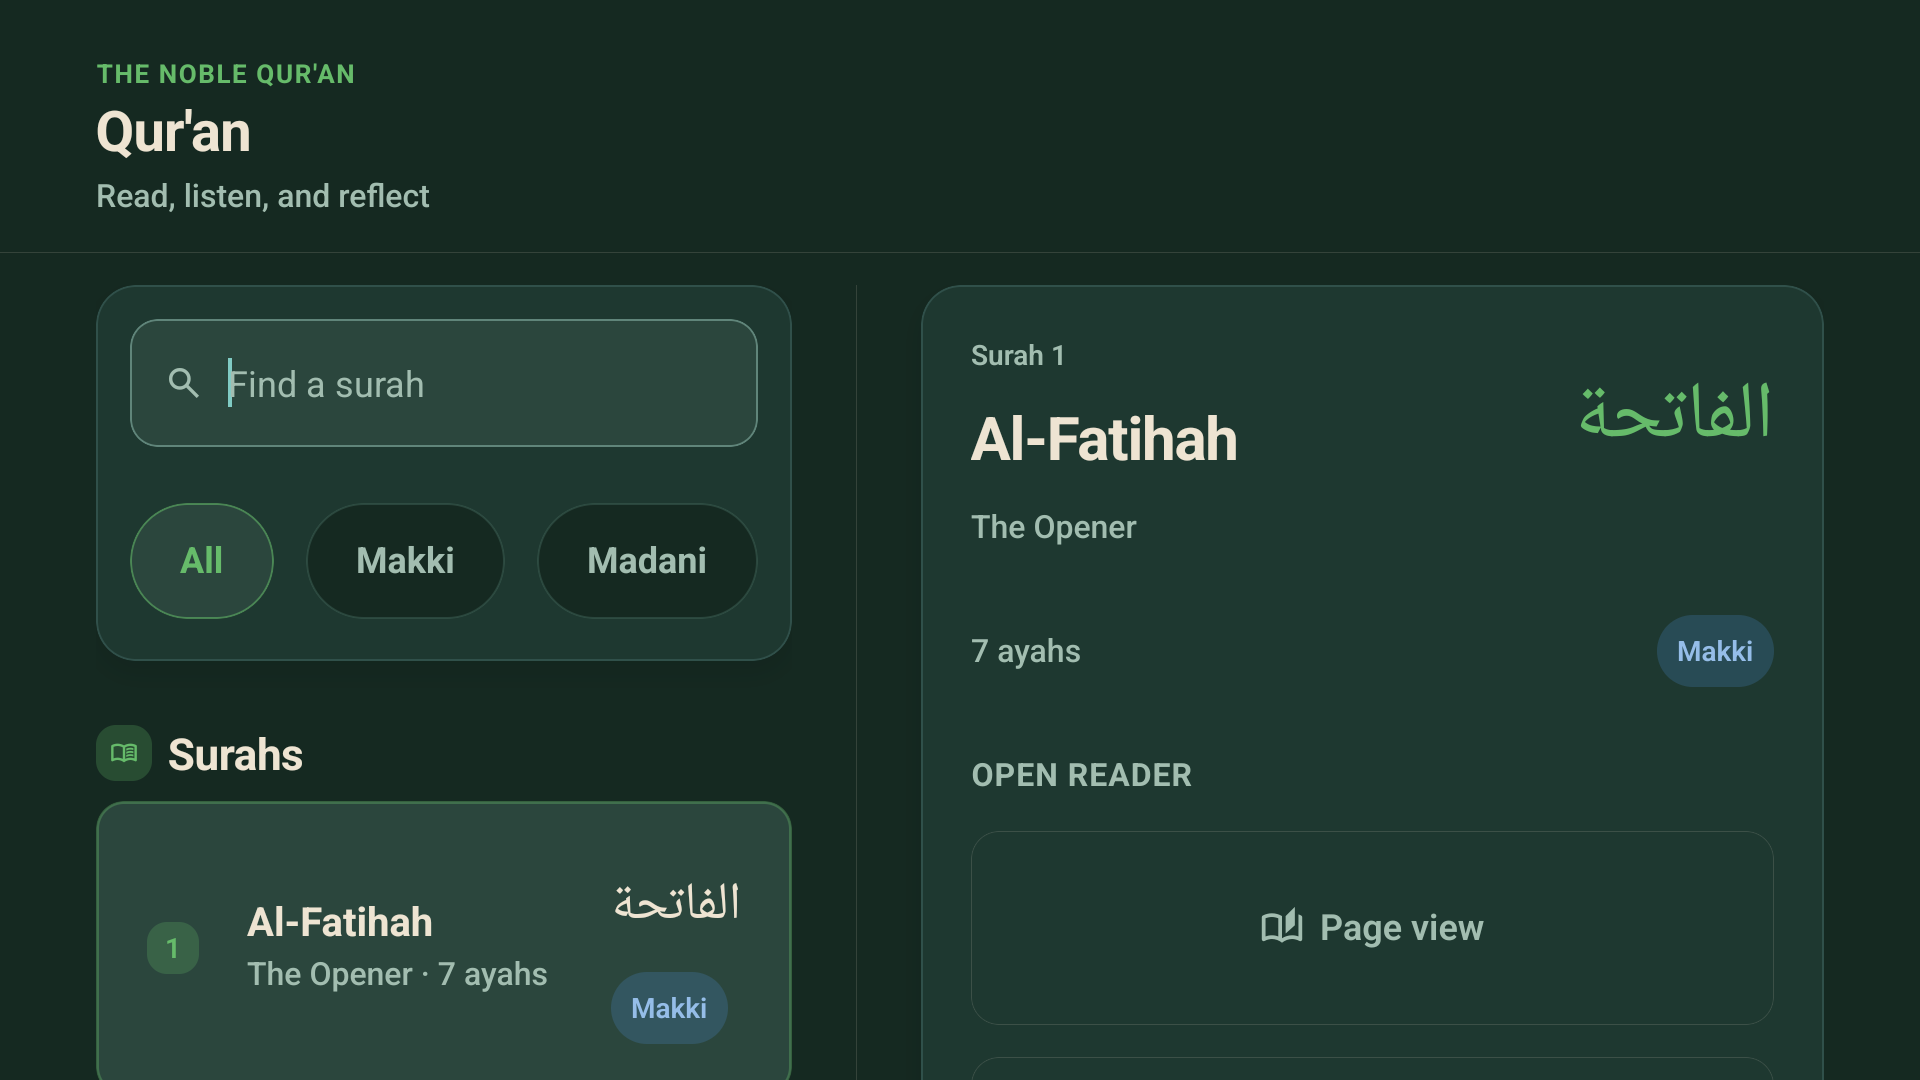 THE NOBLE QUR'AN
Qur'an
Read, listen, and reflect
Find a surah
All
Makki
Madani
Surahs
1
Al-Fatihah
The Opener · 7 ayahs
الفاتحة
Makki
Surah 1
Al-Fatihah
الفاتحة
The Opener
7 ayahs
Makki
OPEN READER
Page view